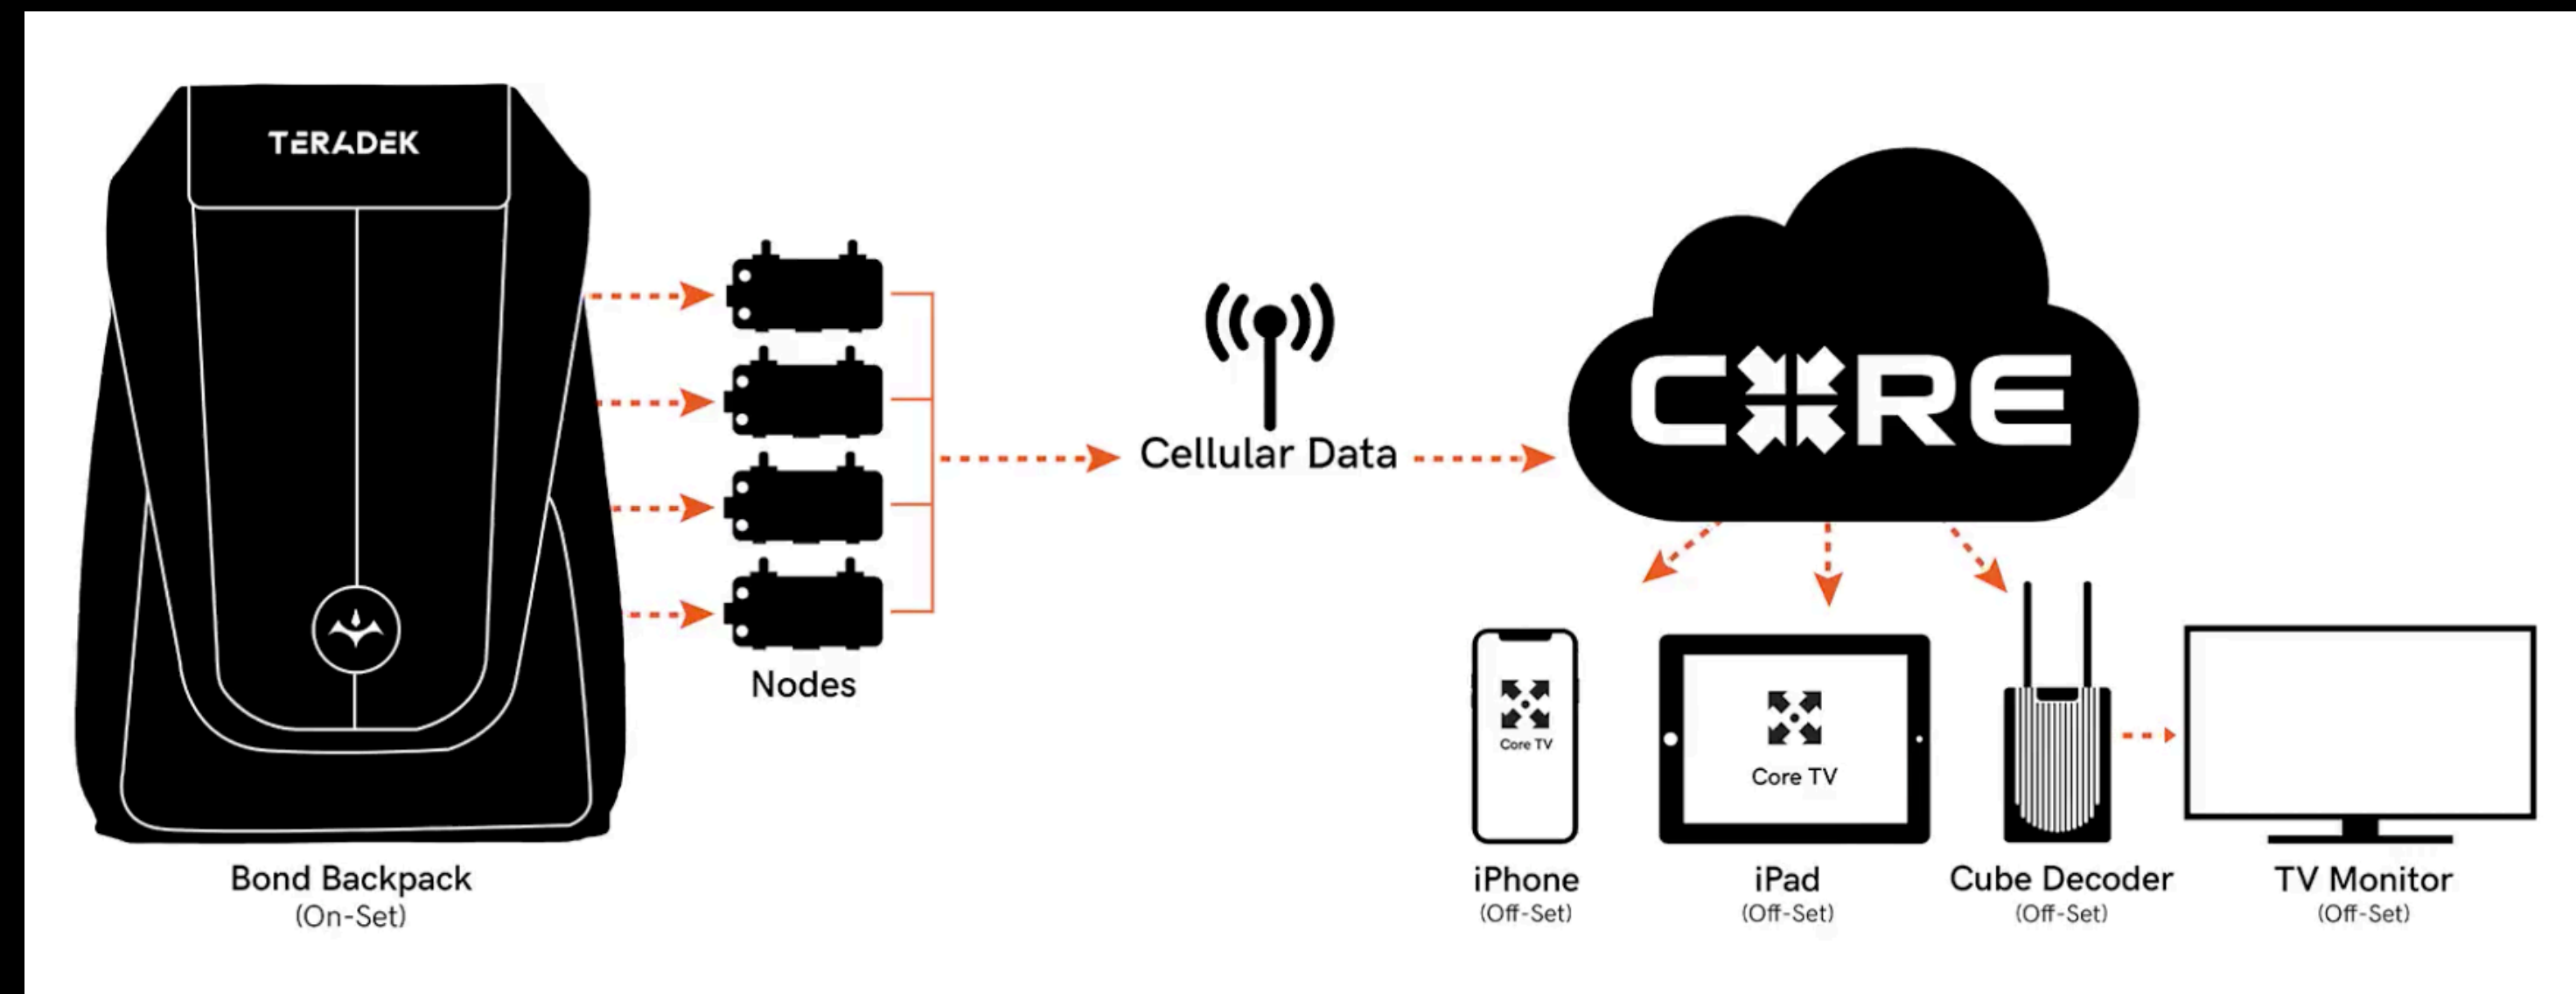 TERADEK
Bond Backpack
(On-Set)
Nodes
Cellular Data
CORE
Core TV
Core TV
iPhone
(Off-Set)
iPad
(Off-Set)
Cube Decoder
(Off-Set)
TV Monitor
(Off-Set)